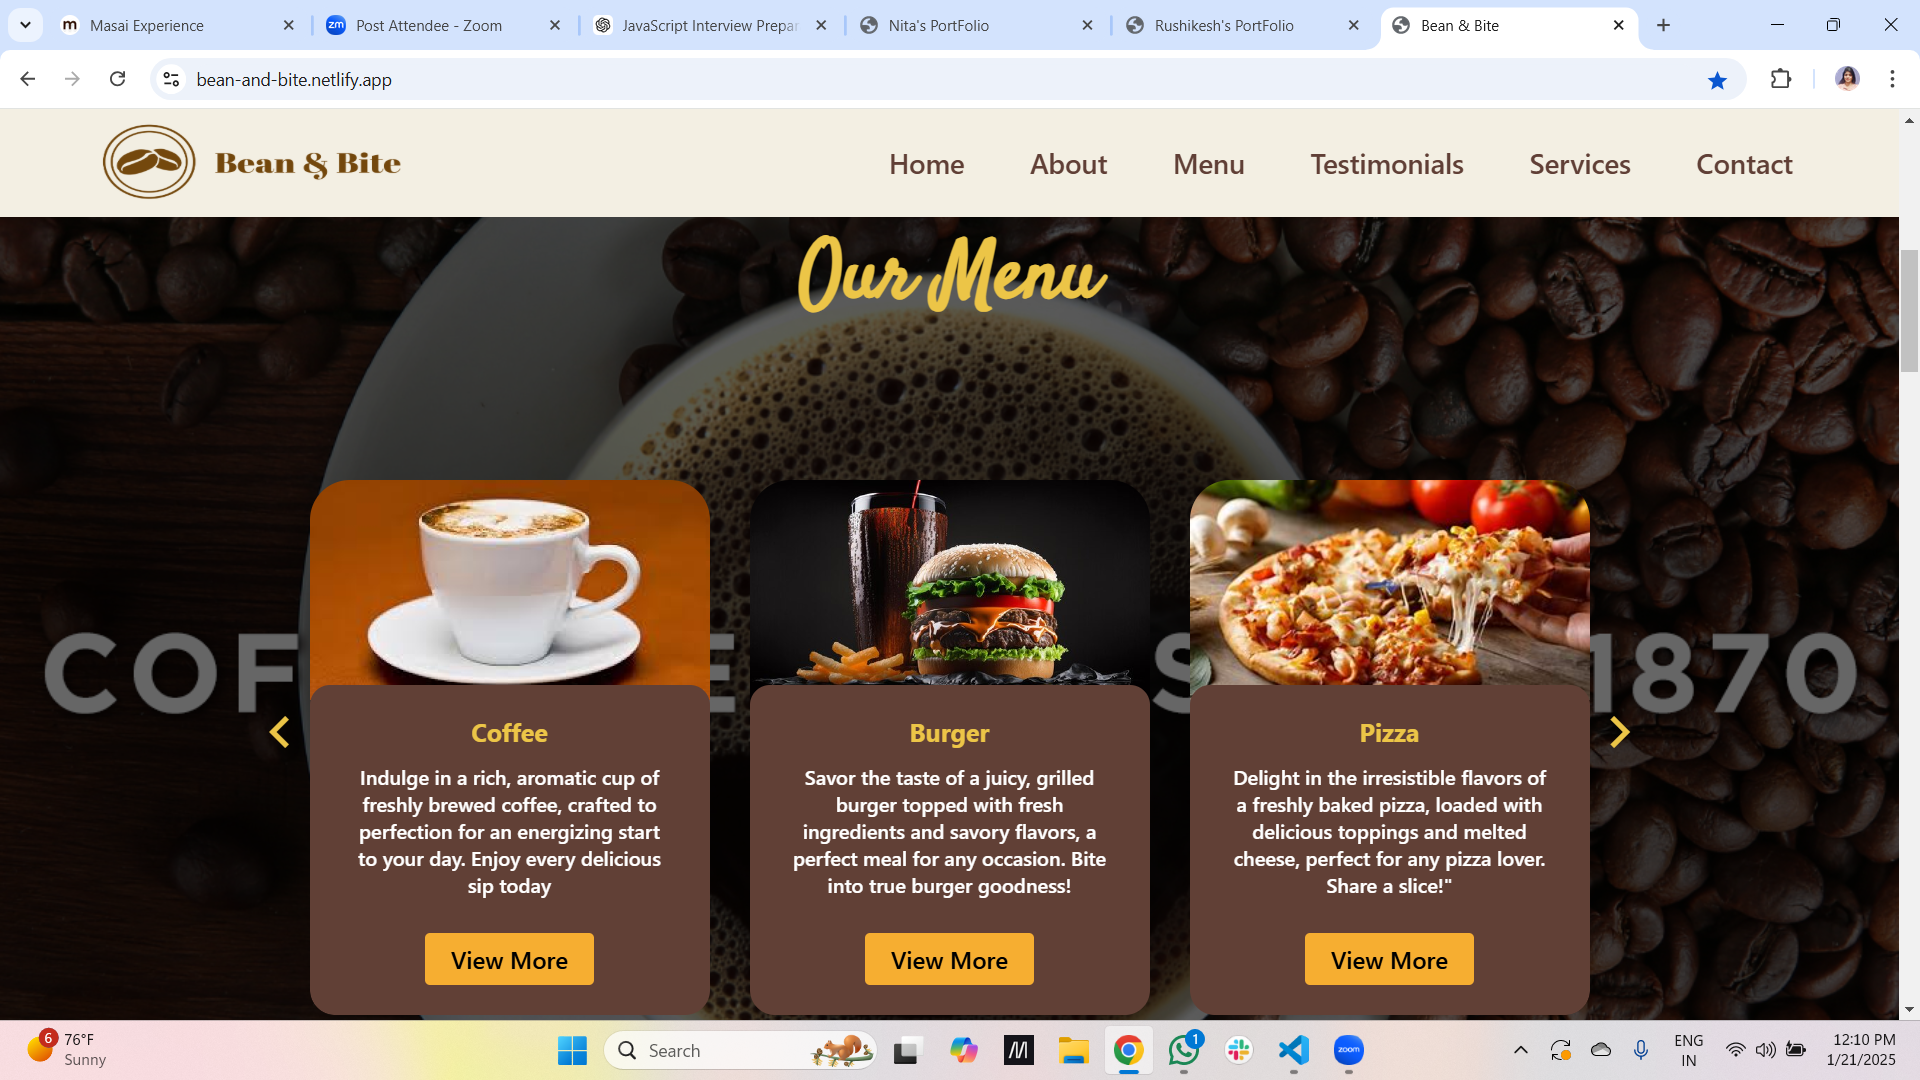 m Masai Experience
zm Post Attendee - Zoom
JavaScript Interview Prepar
Nita's PortFolio
Rushikesh's PortFolio
Bean & Bite
bean-and-bite.netlify.app
Bean & Bite
Home About Menu Testimonials Services Contact
Our Menu
COF E S 1870
Coffee
Indulge in a rich, aromatic cup of
freshly brewed coffee, crafted to
perfection for an energizing start
to your day. Enjoy every delicious
sip today
View More
Burger
Savor the taste of a juicy, grilled
burger topped with fresh
ingredients and savory flavors, a
perfect meal for any occasion. Bite
into true burger goodness!
View More
Pizza
Delight in the irresistible flavors of
a freshly baked pizza, loaded with
delicious toppings and melted
cheese, perfect for any pizza lover.
Share a slice!"
View More
6
76°F
Sunny
Search
M
1
zoom
ENG
IN
12:10 PM
1/21/2025